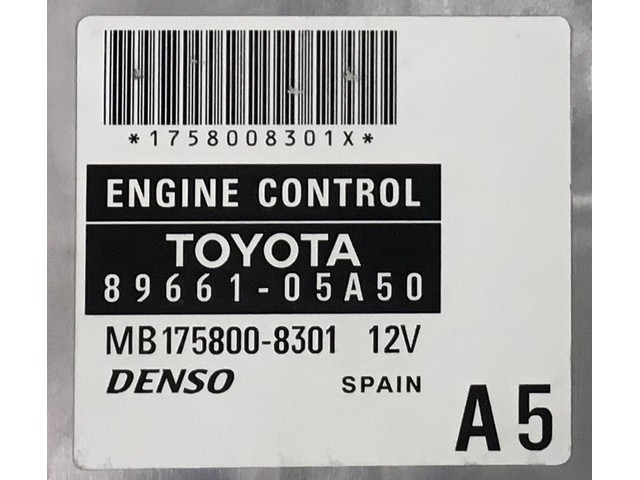 *1758008301X*
ENGINE CONTROL
TOYOTA
89661-05A50
MB175800-8301 12V
DENSO SPAIN
A5